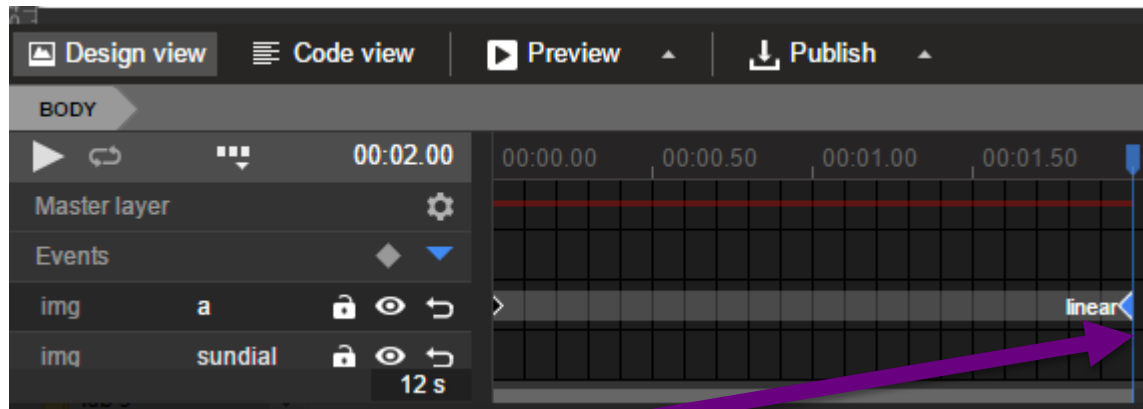 Design view Code view Preview Publish
BODY
00:02.00 00:00.00 00:00.50 00:01.00 00:01.50
Master layer
Events
img a linear
img sundial
12 s